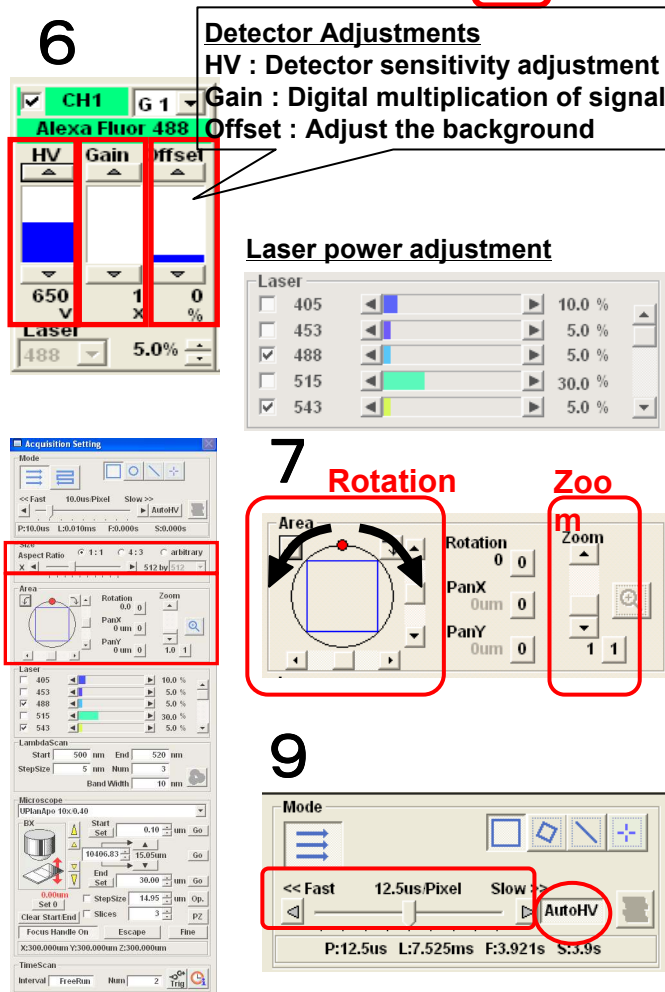 6
Detector Adjustments
HV : Detector sensitivity adjustment
Gain : Digital multiplication of signal
Offset : Adjust the background
CH1 G 1
Alexa Fluor 488
HV Gain Offset
650 1 0
V X %
Laser
488 5.0%
Laser power adjustment
Laser
405 10.0 %
453 5.0 %
488 5.0 %
515 30.0 %
543 5.0 %
Acquisition Setting
Mode
<< Fast 10.0us/Pixel Slow >>
AutoHV
P:10.0us L:0.010ms F:0.000s S:0.000s
Size
Aspect Ratio 1:1 4:3 arbitrary
X 512 by 512
Area
Rotation Zoom
0.0 0
PanX
0 um 0
PanY
0 um 0 1.0 1
Laser
405 10.0 %
453 5.0 %
488 5.0 %
515 30.0 %
543 5.0 %
LambdaScan
Start 500 nm End 520 nm
StepSize 5 nm Num 3
Band Width 10 nm
Microscope
UPlanApo 10x/0.40
BX
Start
Set 0.10 um Go
10406.83 15.05um Go
End
Set 30.00 um Go
0.00um
Set 0
StepSize 14.95 um Op.
Clear Start/End Slices 3 PZ
Focus Handle On Escape Fine
X:300.000um Y:300.000um Z:300.000um
TimeScan
Interval FreeRun Num 2 Trig
7
Rotation
Zoo
m
Area
Rotation Zoom
0 0
PanX
0um 0
PanY
0um 0 1 1
9
Mode
<< Fast 12.5us/Pixel Slow >>
AutoHV
P:12.5us L:7.525ms F:3.921s S:3.9s